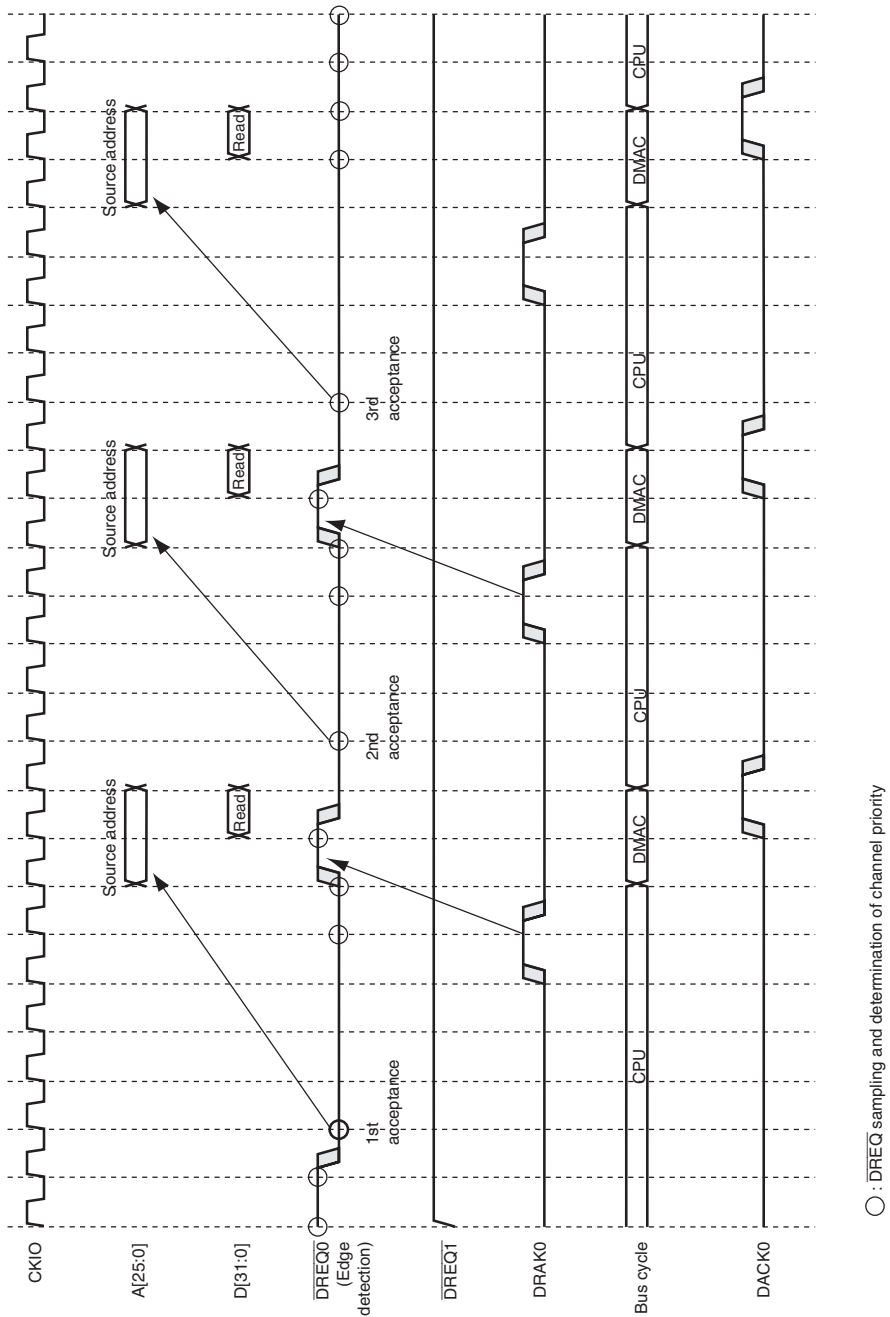 CKIO
Source address Source address Source address
A[25:0]
D[31:0] Read Read Read
DREQ0
(Edge
detection)
1st
acceptance
2nd
acceptance
3rd
acceptance
DREQ1
DRAK0
Bus cycle CPU DMAC CPU DMAC CPU DMAC CPU
DACK0
○ : DREQ sampling and determination of channel priority